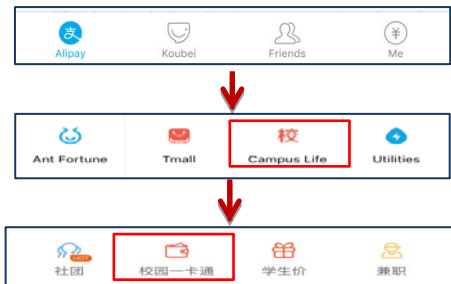 支
Alipay Koubei Friends Me
校
Ant Fortune Tmall Campus Life Utilities
HOT
社团 校园一卡通 学生价 兼职